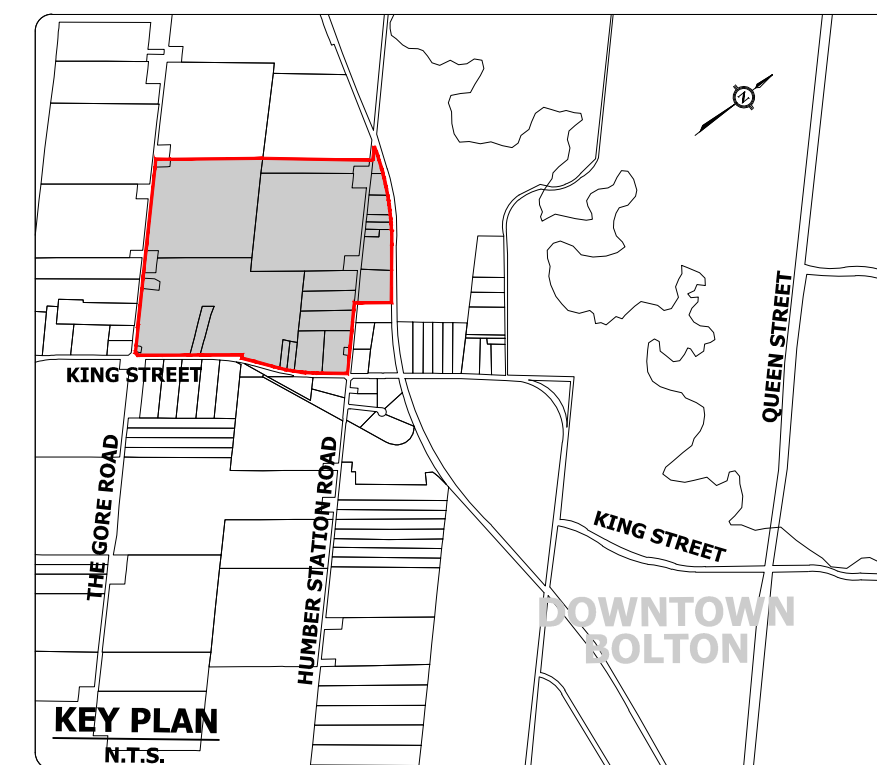 N
QUEEN STREET
KING STREET
THE GORE ROAD
HUMBER STATION ROAD
KING STREET
DOWNTOWN
BOLTON
KEY PLAN
N.T.S.